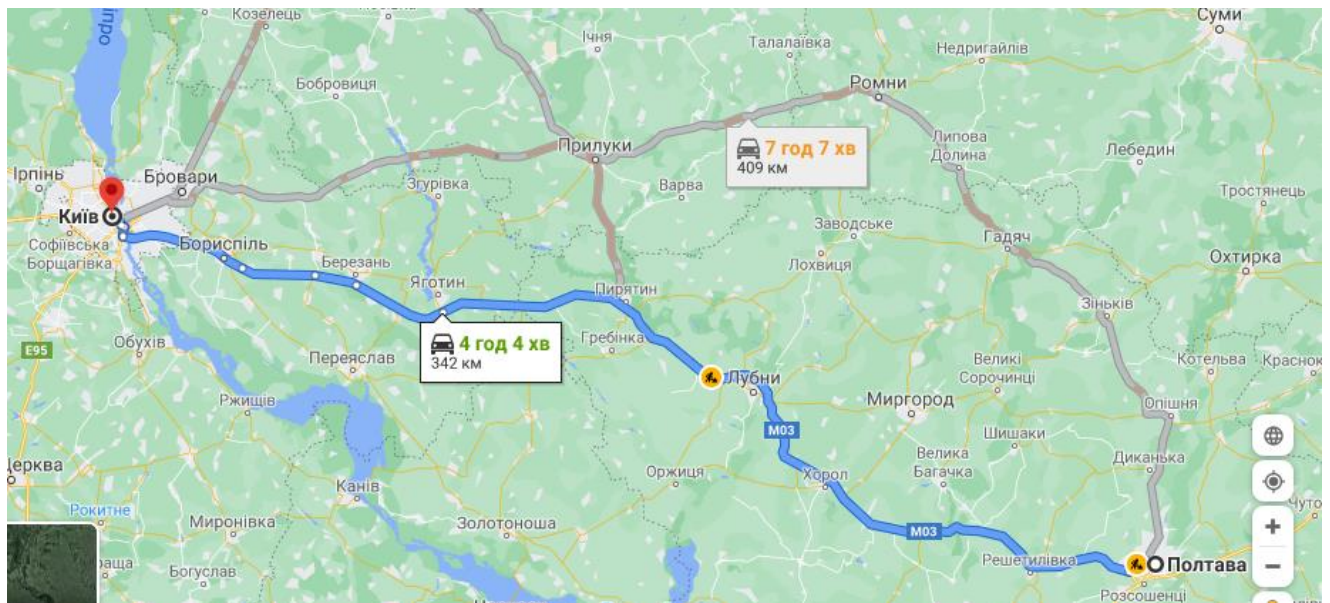 Козелець
Ічня
Талалаївка
Недригайлів
Суми
Бобровиця
Ромни
Прилуки
Липова
Долина
Лебедин
7 год 7 хв
409 км
Ірпінь
Бровари
Згурівка
Варва
Тростянець
Київ
Софіївська
Борщагівка
Бориспіль
Березань
Яготин
Пирятин
Заводське
Лохвиця
Гадяч
Охтирка
Зіньків
E95
Обухів
Переяслав
4 год 4 хв
342 км
Гребінка
Лубни
Великі
Сорочинці
Котельва
Краснок
Ржищів
M03
Миргород
Опішня
Шишаки
Церква
Канів
Оржиця
Хорол
Велика
Багачка
Диканька
Рокитне
Миронівка
Золотоноша
M03
Чуто
раща
Богуслав
Решетилівка
Полтава
Розсошенці